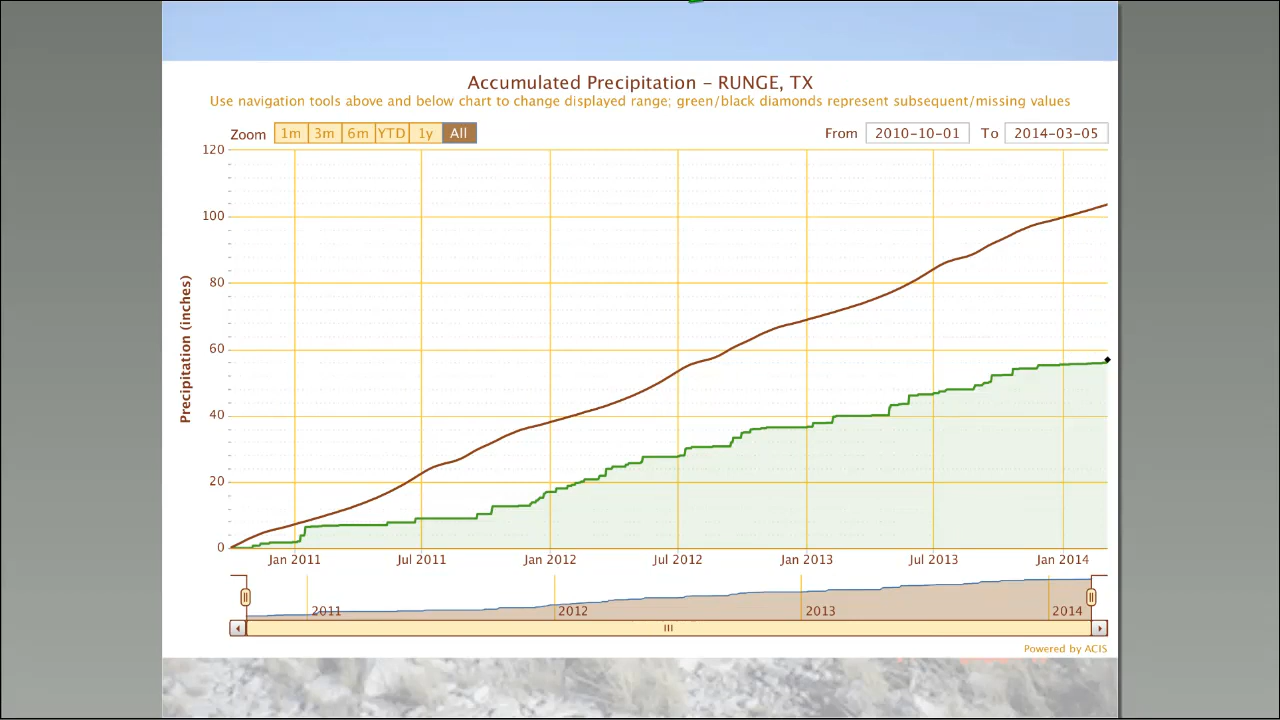 Accumulated Precipitation – RUNGE, TX
Use navigation tools above and below chart to change displayed range; green/black diamonds represent subsequent/missing values
Zoom 1m 3m 6m YTD 1y All From 2010-10-01 To 2014-03-05
120
100
80
60
40
20
0
Precipitation (inches)
Jan 2011 Jul 2011 Jan 2012 Jul 2012 Jan 2013 Jul 2013 Jan 2014
2011 2012 2013 2014
Powered by ACIS